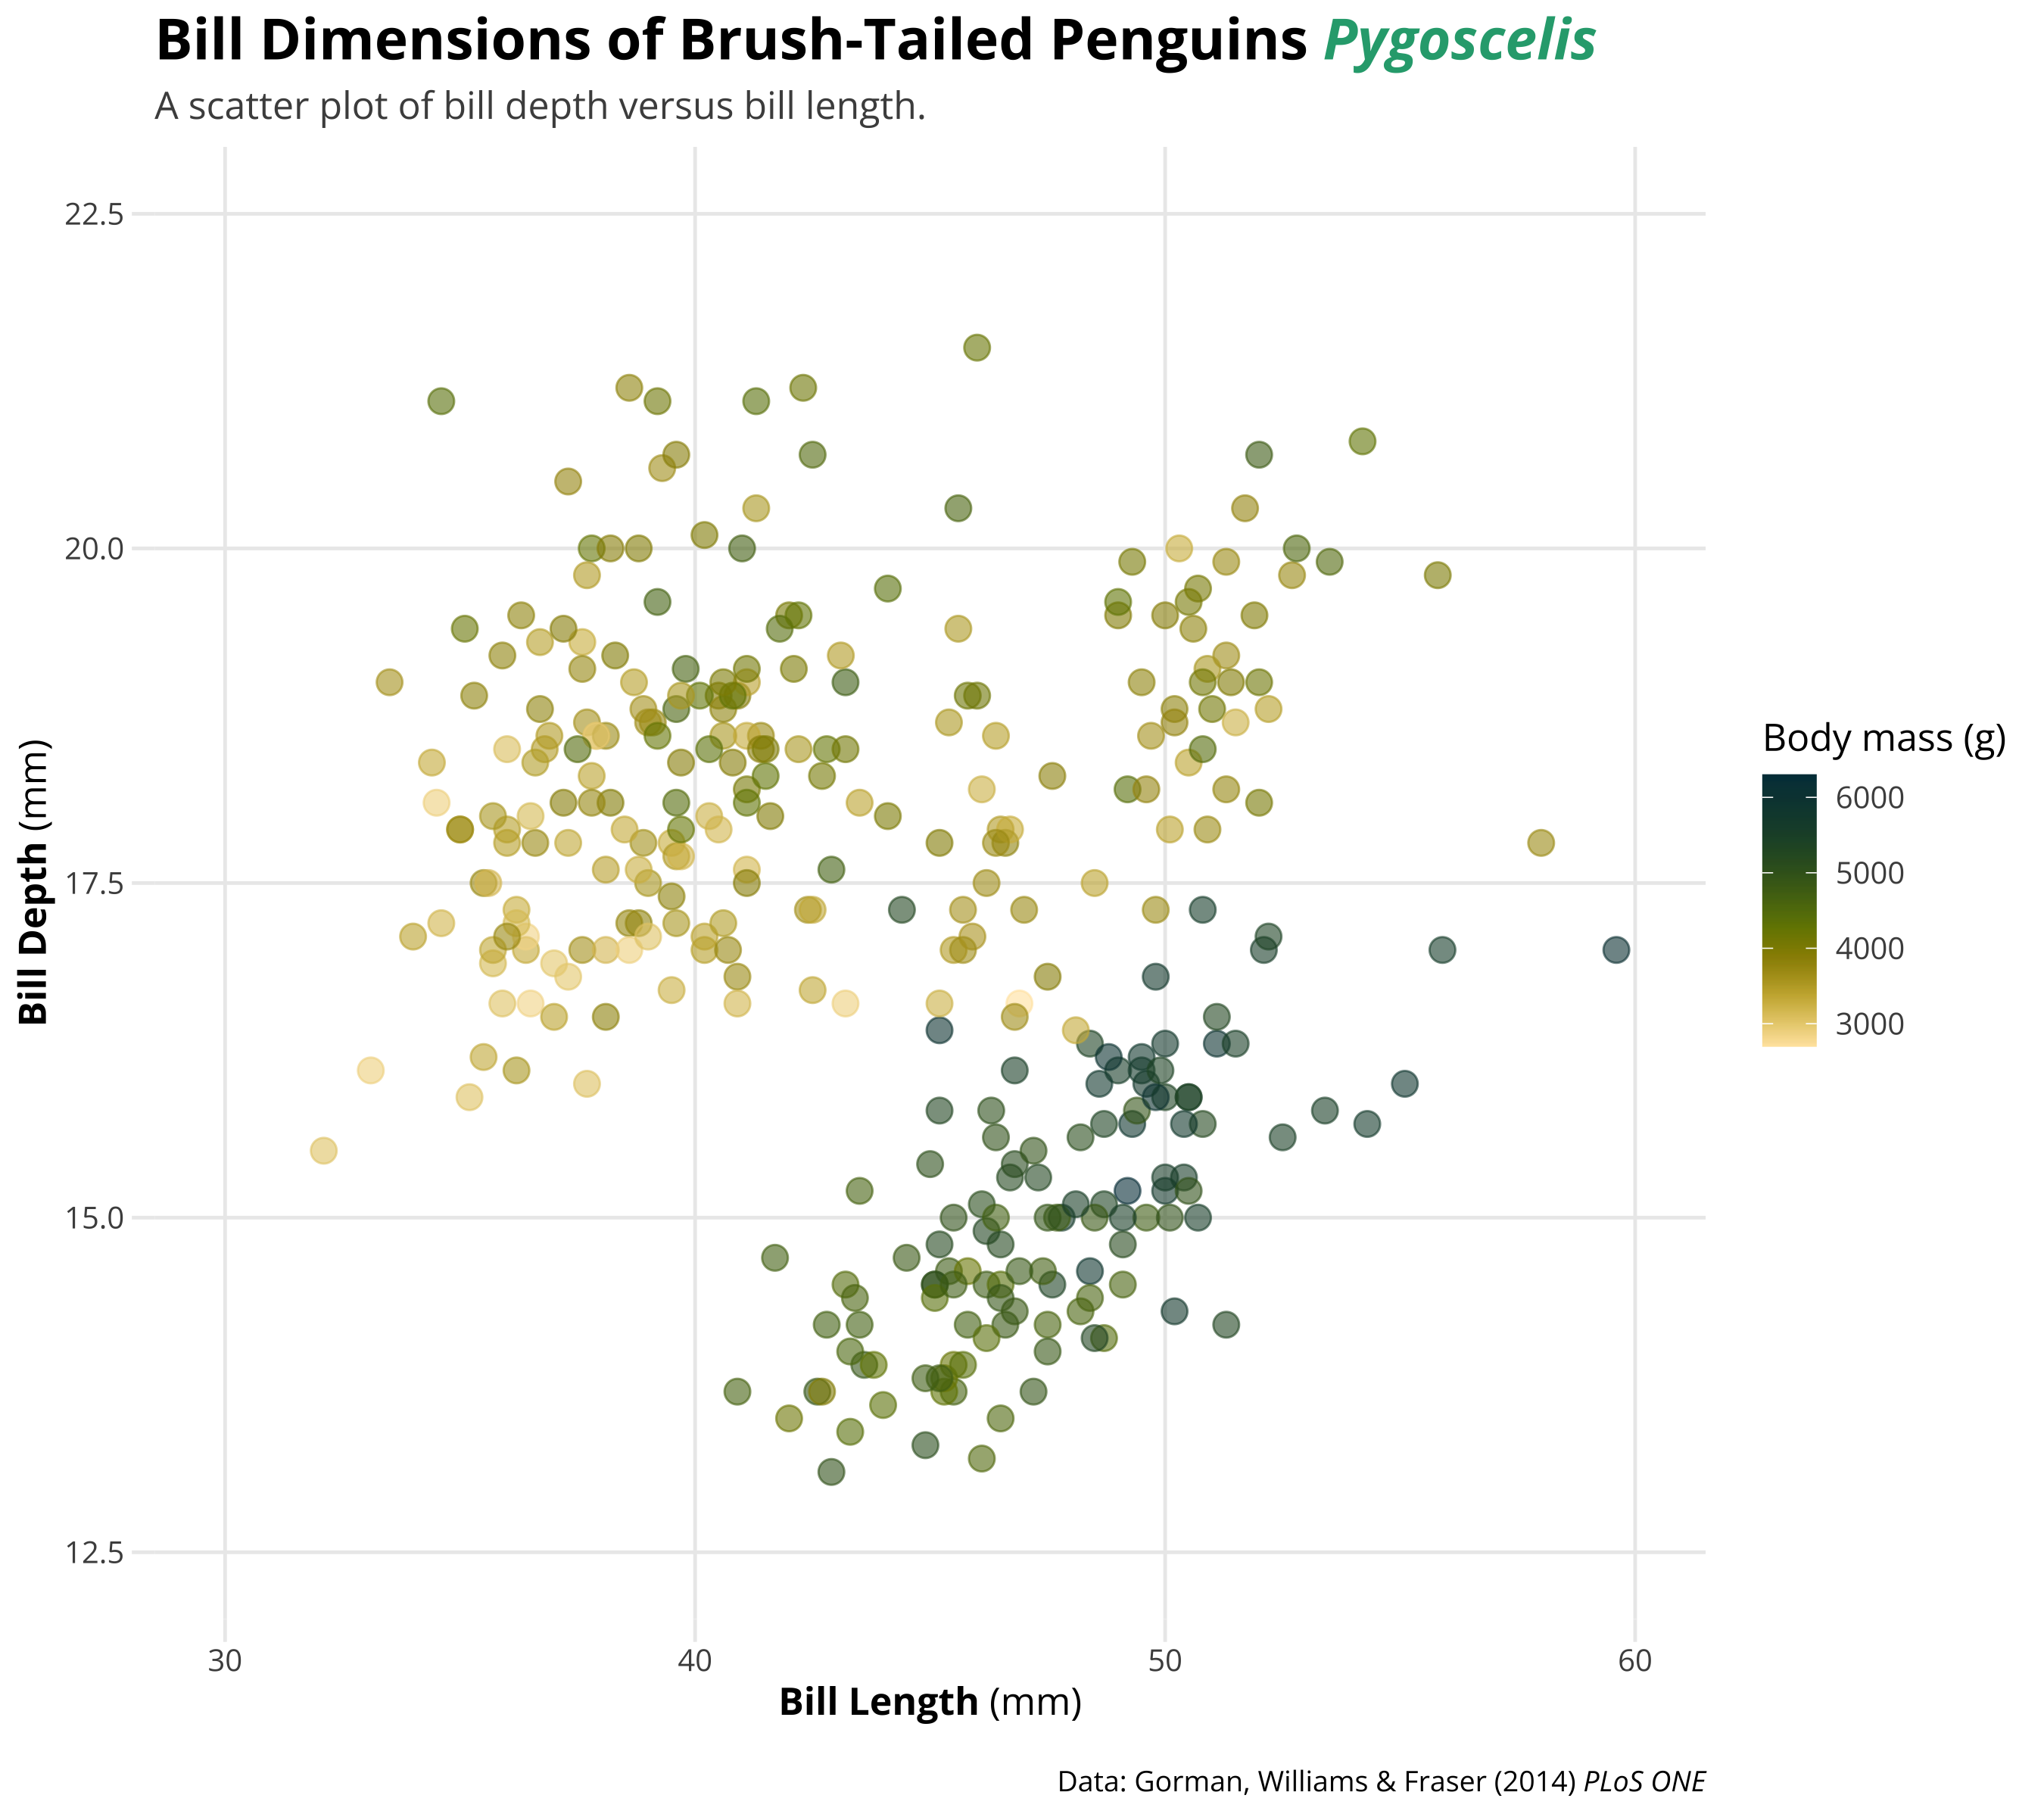 Bill Dimensions of Brush-Tailed Penguins Pygoscelis
A scatter plot of bill depth versus bill length.
22.5
20.0
17.5
15.0
12.5
Bill Depth (mm)
30
40
50
60
Bill Length (mm)
Body mass (g)
6000
5000
4000
3000
Data: Gorman, Williams & Fraser (2014) PLoS ONE